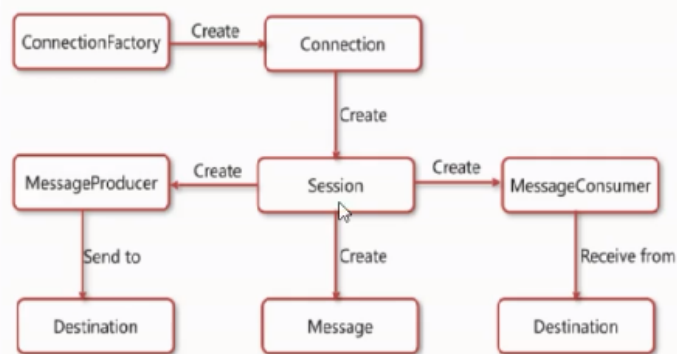 ConnectionFactory
Create
Connection
Create
MessageProducer
Create
Session
Create
MessageConsumer
Send to
Create
Receive from
Destination
Message
Destination